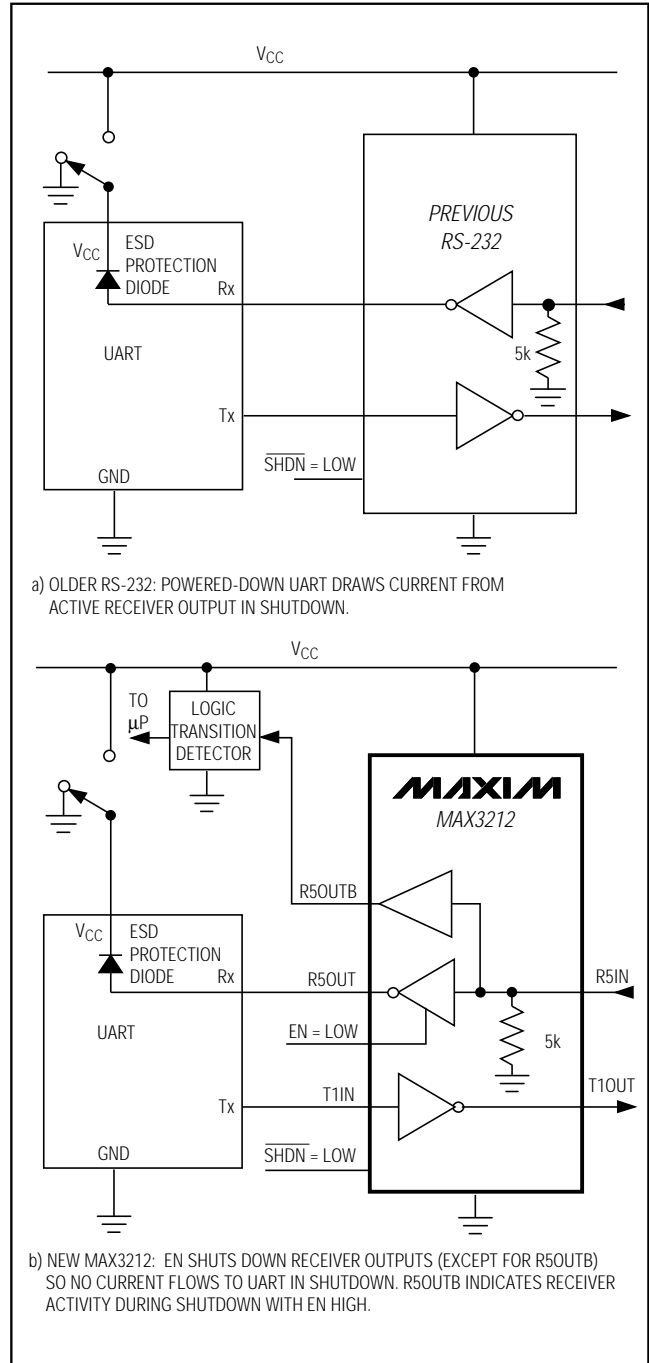 VCC
PREVIOUS
RS-232
VCC
ESD
PROTECTION
DIODE
Rx
UART
5k
Tx
SHDN = LOW
GND
a) OLDER RS-232: POWERED-DOWN UART DRAWS CURRENT FROM
ACTIVE RECEIVER OUTPUT IN SHUTDOWN.
VCC
TO
µP
LOGIC
TRANSITION
DETECTOR
MAXIM
MAX3212
R5OUTB
VCC
ESD
PROTECTION
DIODE
Rx
R5OUT
R5IN
UART
EN = LOW
5k
T1OUT
Tx
T1IN
GND
SHDN = LOW
b) NEW MAX3212: EN SHUTS DOWN RECEIVER OUTPUTS (EXCEPT FOR R5OUTB)
SO NO CURRENT FLOWS TO UART IN SHUTDOWN. R5OUTB INDICATES RECEIVER
ACTIVITY DURING SHUTDOWN WITH EN HIGH.